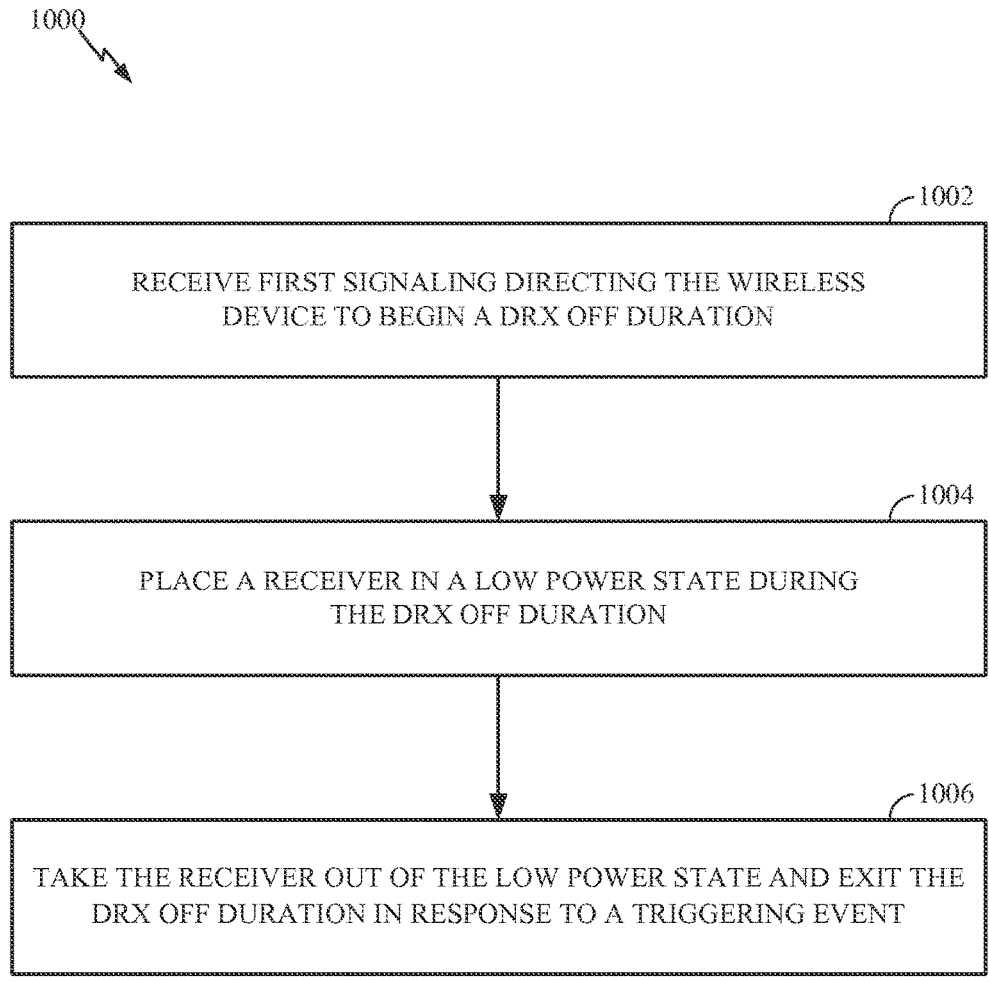 1000
1002
RECEIVE FIRST SIGNALING DIRECTING THE WIRELESS
DEVICE TO BEGIN A DRX OFF DURATION
1004
PLACE A RECEIVER IN A LOW POWER STATE DURING
THE DRX OFF DURATION
1006
TAKE THE RECEIVER OUT OF THE LOW POWER STATE AND EXIT THE
DRX OFF DURATION IN RESPONSE TO A TRIGGERING EVENT